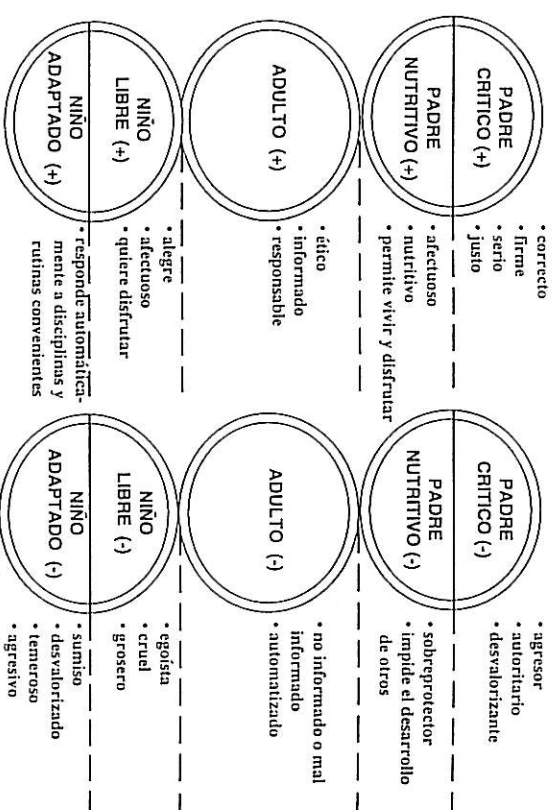 PADRE
CRITICO (+)
• correcto
• firme
• serio
• justo
PADRE
NUTRITIVO (+)
• afectuoso
• nutritivo
• permite vivir y disfrutar
ADULTO (+)
• ético
• informado
• responsable
NIÑO
LIBRE (+)
• alegre
• afectuoso
• quiere disfrutar
NIÑO
ADAPTADO (+)
• responde automática-
mente a disciplinas y
rutinas convenientes
PADRE
CRITICO (-)
• agresor
• autoritario
• desvalorizante
PADRE
NUTRITIVO (-)
• sobreprotector
• impide el desarrollo
de otros
ADULTO (-)
• no informado o mal
informado
• automatizado
NIÑO
LIBRE (-)
• egoísta
• cruel
• grosero
NIÑO
ADAPTADO (-)
• sumiso
• desvalorizado
• temeroso
• agresivo